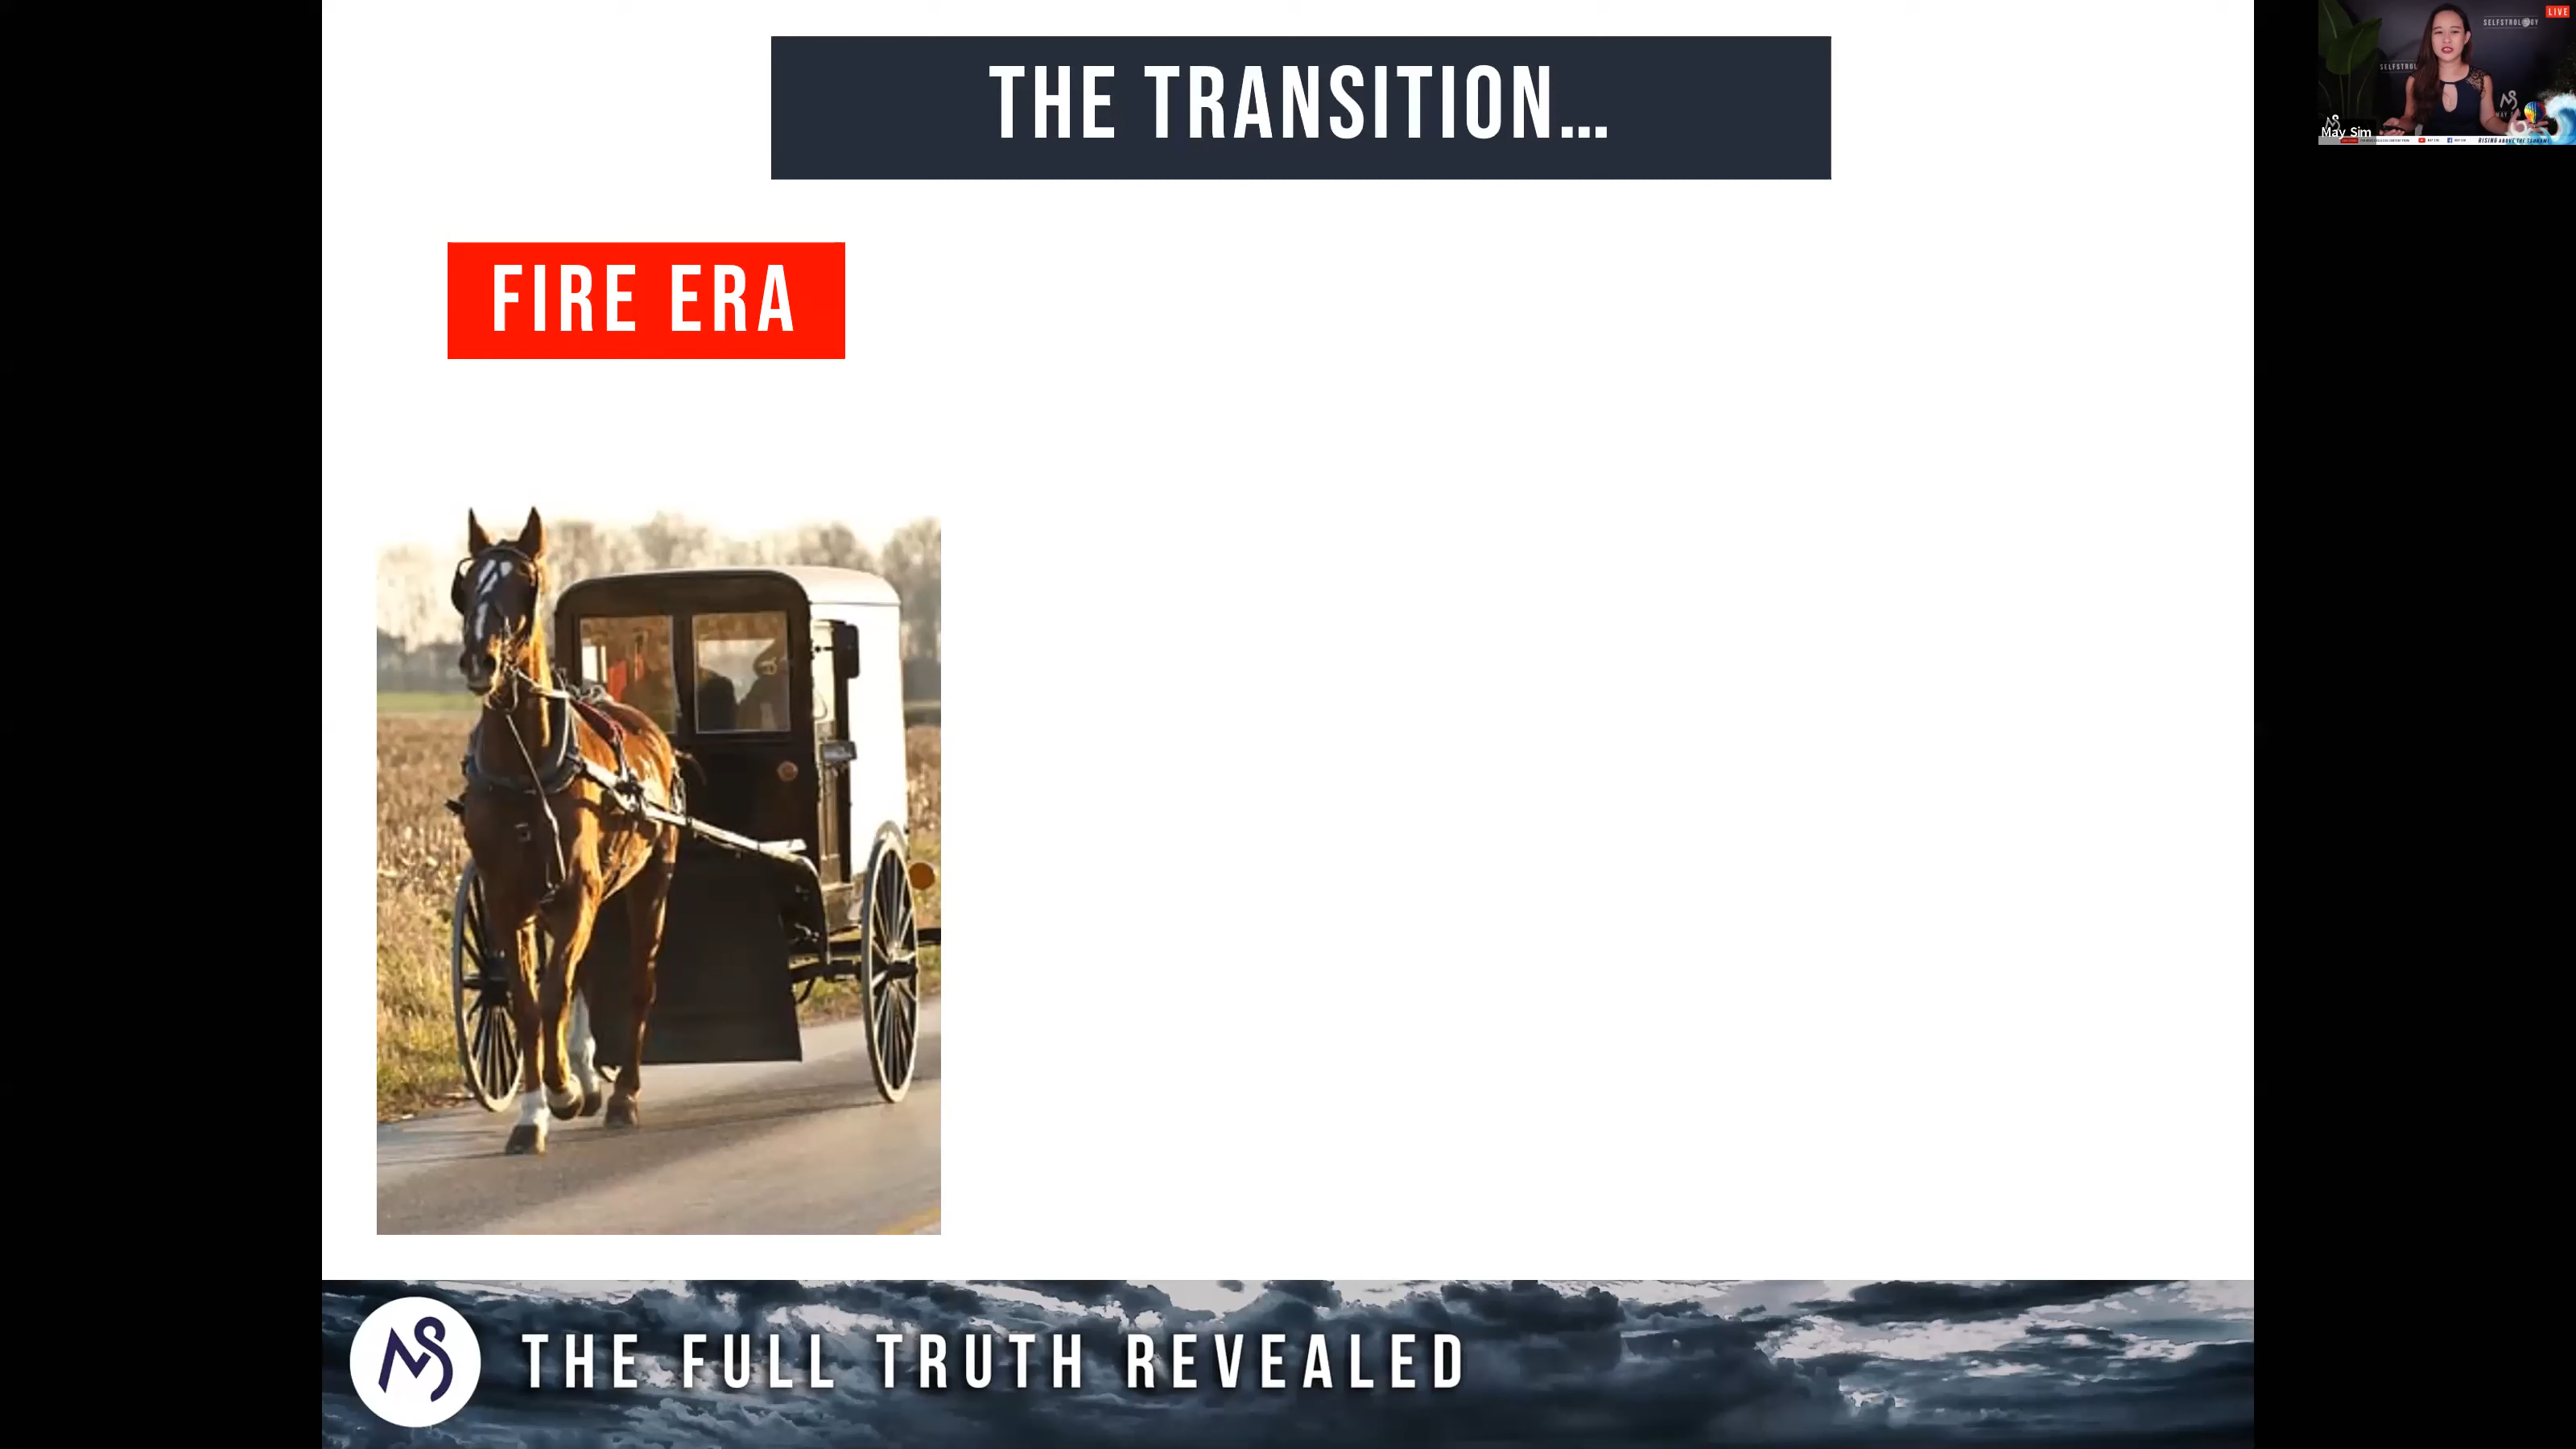 THE TRANSITION...
LIVE
SELFSTROLOGY
May Sim
FIRE ERA
THE FULL TRUTH REVEALED